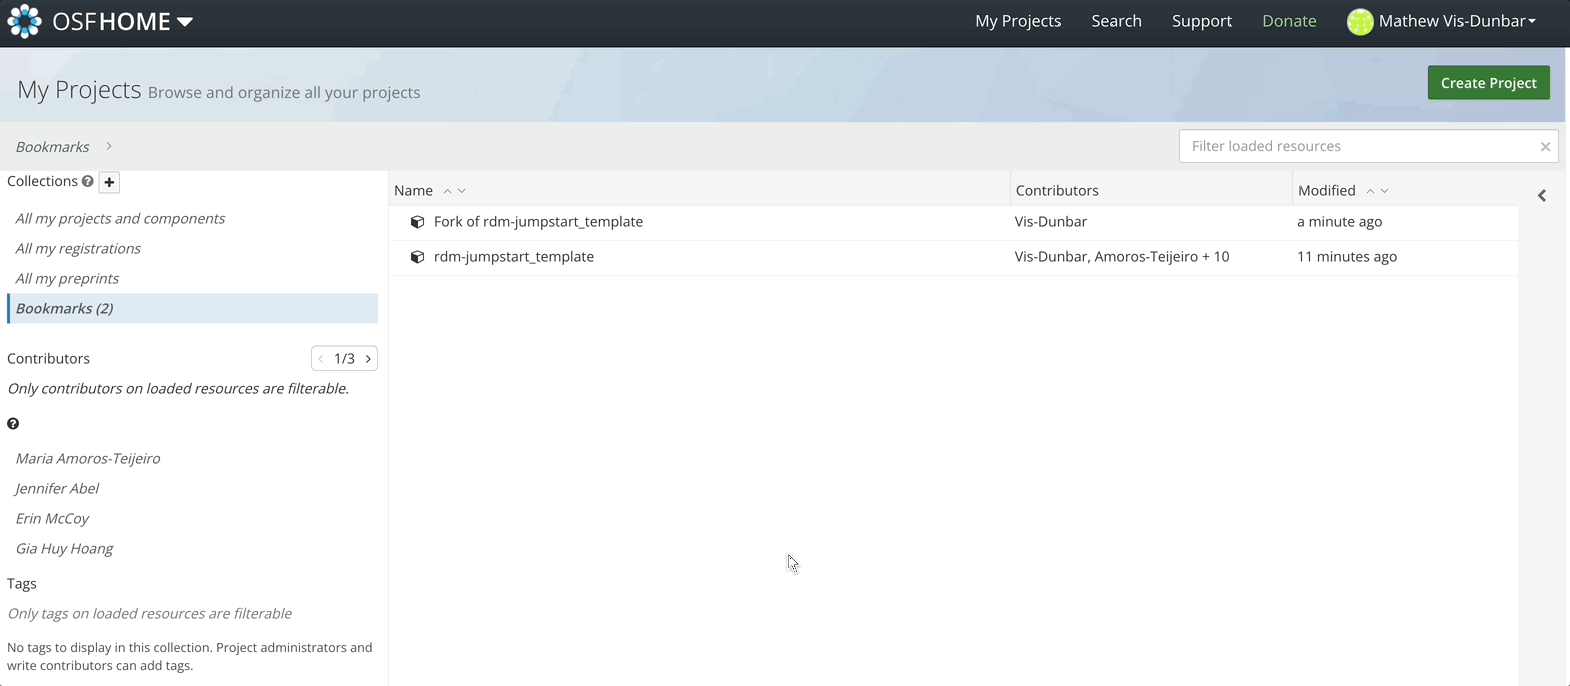 OSFHOME My Projects Search Support Donate Mathew Vis-Dunbar
My Projects Browse and organize all your projects Create Project
Bookmarks Filter loaded resources
Collections
All my projects and components
All my registrations
All my preprints
Bookmarks (2)
Contributors 1/3
Only contributors on loaded resources are filterable.
Maria Amoros-Teijeiro
Jennifer Abel
Erin McCoy
Gia Huy Hoang
Tags
Only tags on loaded resources are filterable
No tags to display in this collection. Project administrators and
write contributors can add tags.
Name Contributors Modified
Fork of rdm-jumpstart_template Vis-Dunbar a minute ago
rdm-jumpstart_template Vis-Dunbar, Amoros-Teijeiro + 10 11 minutes ago